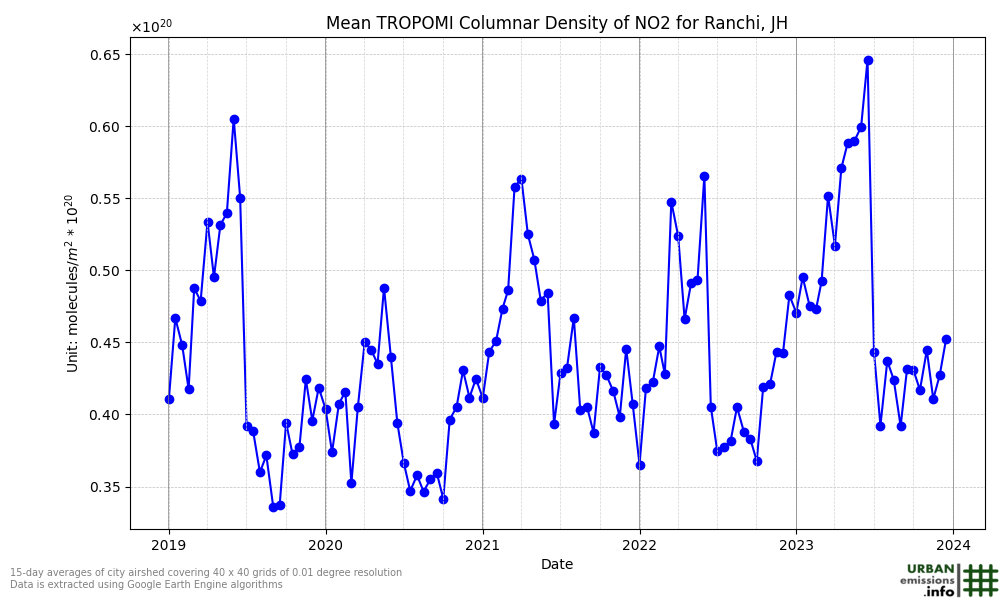 Mean TROPOMI Columnar Density of NO2 for Ranchi, JH
×10²⁰
0.65
0.60
0.55
0.50
0.45
0.40
0.35
Unit: molecules/m² * 10²⁰
2019 2020 2021 2022 2023 2024
Date
15-day averages of city airshed covering 40 x 40 grids of 0.01 degree resolution
Data is extracted using Google Earth Engine algorithms
URBAN
emissions
.info